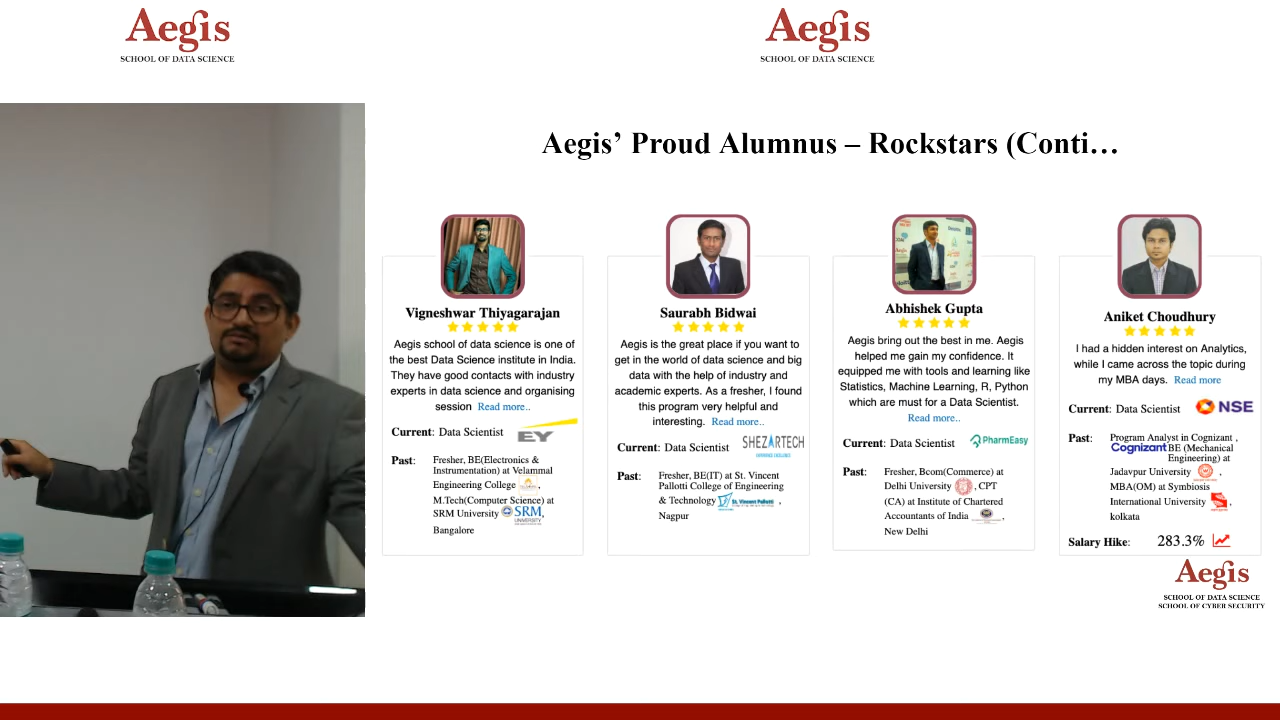 Aegis
SCHOOL OF DATA SCIENCE
Aegis
SCHOOL OF DATA SCIENCE
Aegis' Proud Alumnus – Rockstars (Conti…
Vigneshwar Thiyagarajan
Aegis school of data science is one of
the best Data Science institute in India.
They have good contacts with industry
experts in data science and organising
session Read more..
Current: Data Scientist EY
Past: Fresher, BE(Electronics &
Instrumentation) at Velammal
Engineering College ,
M.Tech(Computer Science) at
SRM University SRM,
Bangalore
Saurabh Bidwai
Aegis is the great place if you want to
get in the world of data science and big
data with the help of industry and
academic experts. As a fresher, I found
this program very helpful and
interesting. Read more..
Current: Data Scientist SHEZARTECH
Past: Fresher, BE(IT) at St. Vincent
Pallotti College of Engineering
& Technology St. Vincent Pallotti ,
Nagpur
Abhishek Gupta
Aegis bring out the best in me. Aegis
helped me gain my confidence. It
equipped me with tools and learning like
Statistics, Machine Learning, R, Python
which are must for a Data Scientist.
Read more..
Current: Data Scientist PharmEasy
Past: Fresher, Bcom(Commerce) at
Delhi University , CPT
(CA) at Institute of Chartered
Accountants of India ,
New Delhi
Aniket Choudhury
I had a hidden interest on Analytics,
while I came across the topic during
my MBA days. Read more
Current: Data Scientist NSE
Past: Program Analyst in Cognizant ,
Cognizant BE (Mechanical
Engineering) at
Jadavpur University ,
MBA(OM) at Symbiosis
International University ,
kolkata
Salary Hike: 283.3%
Aegis
SCHOOL OF DATA SCIENCE
SCHOOL OF CYBER SECURITY